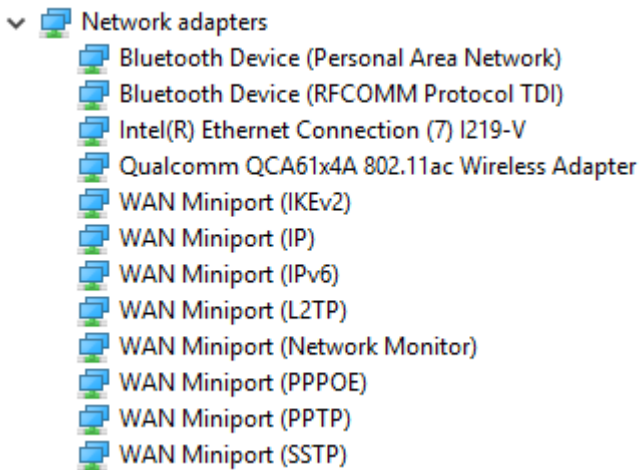 Network adapters
Bluetooth Device (Personal Area Network)
Bluetooth Device (RFCOMM Protocol TDI)
Intel(R) Ethernet Connection (7) I219-V
Qualcomm QCA61x4A 802.11ac Wireless Adapter
WAN Miniport (IKEv2)
WAN Miniport (IP)
WAN Miniport (IPv6)
WAN Miniport (L2TP)
WAN Miniport (Network Monitor)
WAN Miniport (PPPOE)
WAN Miniport (PPTP)
WAN Miniport (SSTP)